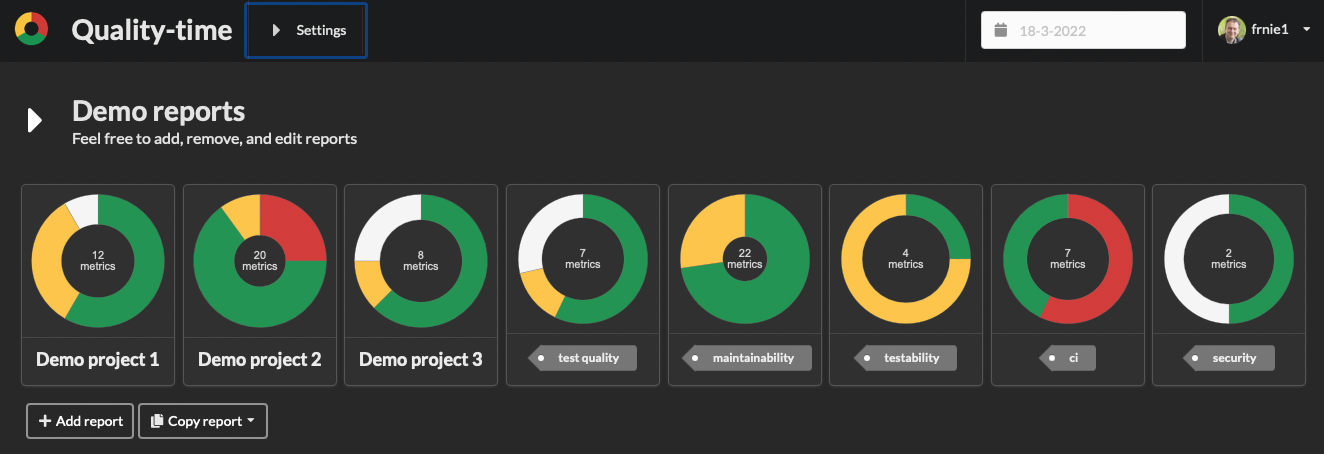 Quality-time
Settings
18-3-2022
frnie1
Demo reports
Feel free to add, remove, and edit reports
12
metrics
20
metrics
8
metrics
7
metrics
22
metrics
4
metrics
7
metrics
2
metrics
Demo project 1
Demo project 2
Demo project 3
test quality
maintainability
testability
ci
security
Add report
Copy report